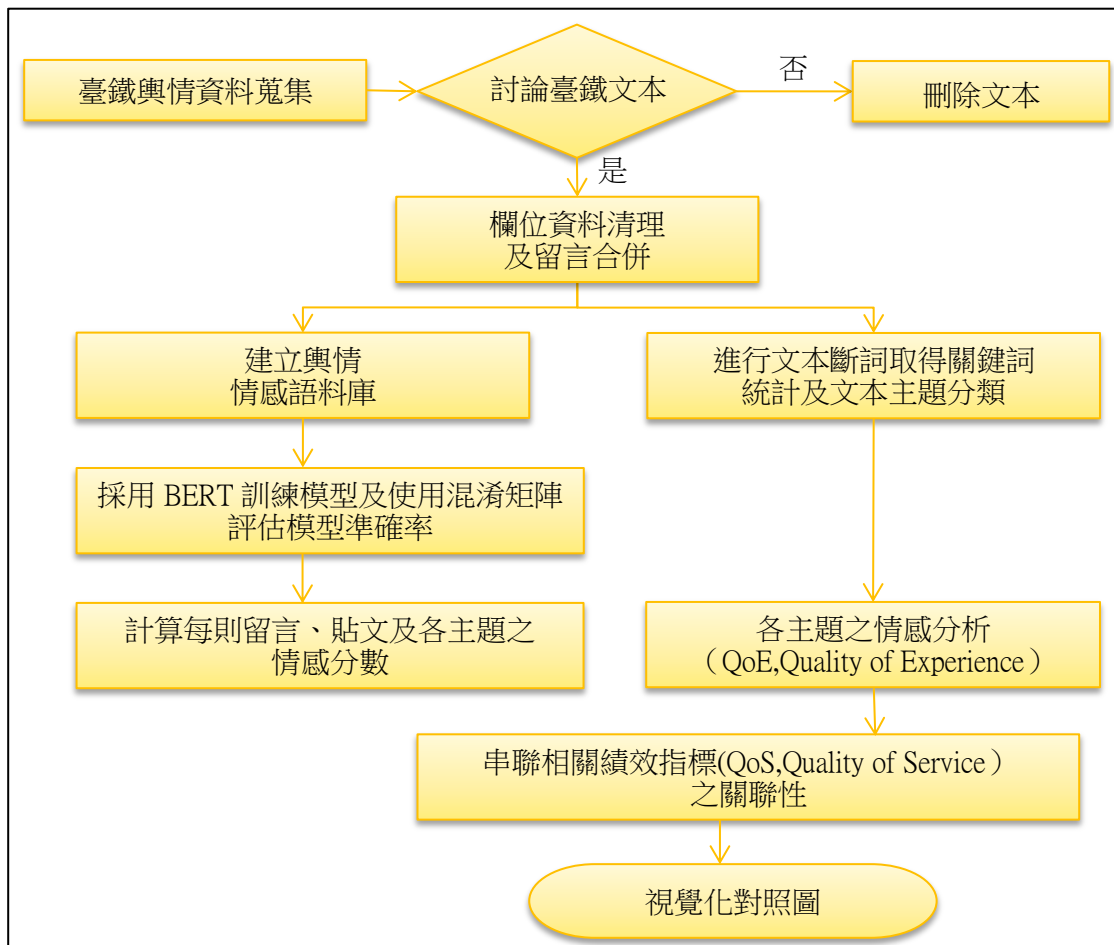 臺鐵輿情資料蒐集
討論臺鐵文本
否
刪除文本
是
欄位資料清理
及留言合併
建立輿情
情感語料庫
進行文本斷詞取得關鍵詞
統計及文本主題分類
採用 BERT 訓練模型及使用混淆矩陣
評估模型準確率
計算每則留言、貼文及各主題之
情感分數
各主題之情感分析
（QoE,Quality of Experience）
串聯相關績效指標(QoS,Quality of Service）
之關聯性
視覺化對照圖